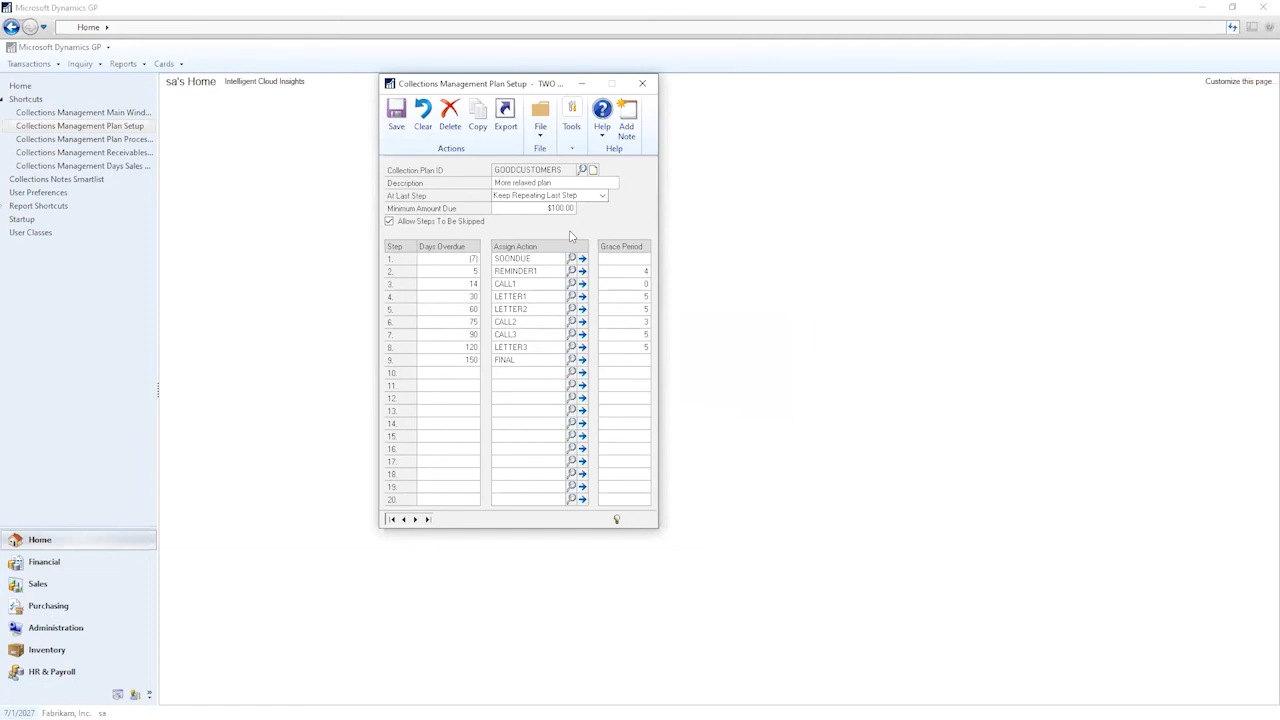 Microsoft Dynamics GP
Home
Microsoft Dynamics GP
Transactions Inquiry Reports Cards
sa's Home Intelligent Cloud Insights Customize this page.
Home
Shortcuts
Collections Management Main Wind...
Collections Management Plan Setup
Collections Management Plan Proces...
Collections Management Receivables...
Collections Management Days Sales ...
Collections Notes Smartlist
User Preferences
Report Shortcuts
Startup
User Classes
Home
Financial
Sales
Purchasing
Administration
Inventory
HR & Payroll
Collections Management Plan Setup - TWO ...
Save Clear Delete Copy Export File Tools Help Add Note
Actions File Help
Collection Plan ID GOODCUSTOMERS
Description More relaxed plan
At Last Step Keep Repeating Last Step
Minimum Amount Due $100.00
Allow Steps To Be Skipped
Step Days Overdue Assign Action Grace Period
1. (7) SOONDUE
2. 5 REMINDER1 4
3. 14 CALL1 0
4. 30 LETTER1 5
5. 60 LETTER2 5
6. 75 CALL2 3
7. 90 CALL3 5
8. 120 LETTER3 5
9. 150 FINAL
10.
11.
12.
13.
14.
15.
16.
17.
18.
19.
20.
7/1/2027 Fabrikam, Inc. sa